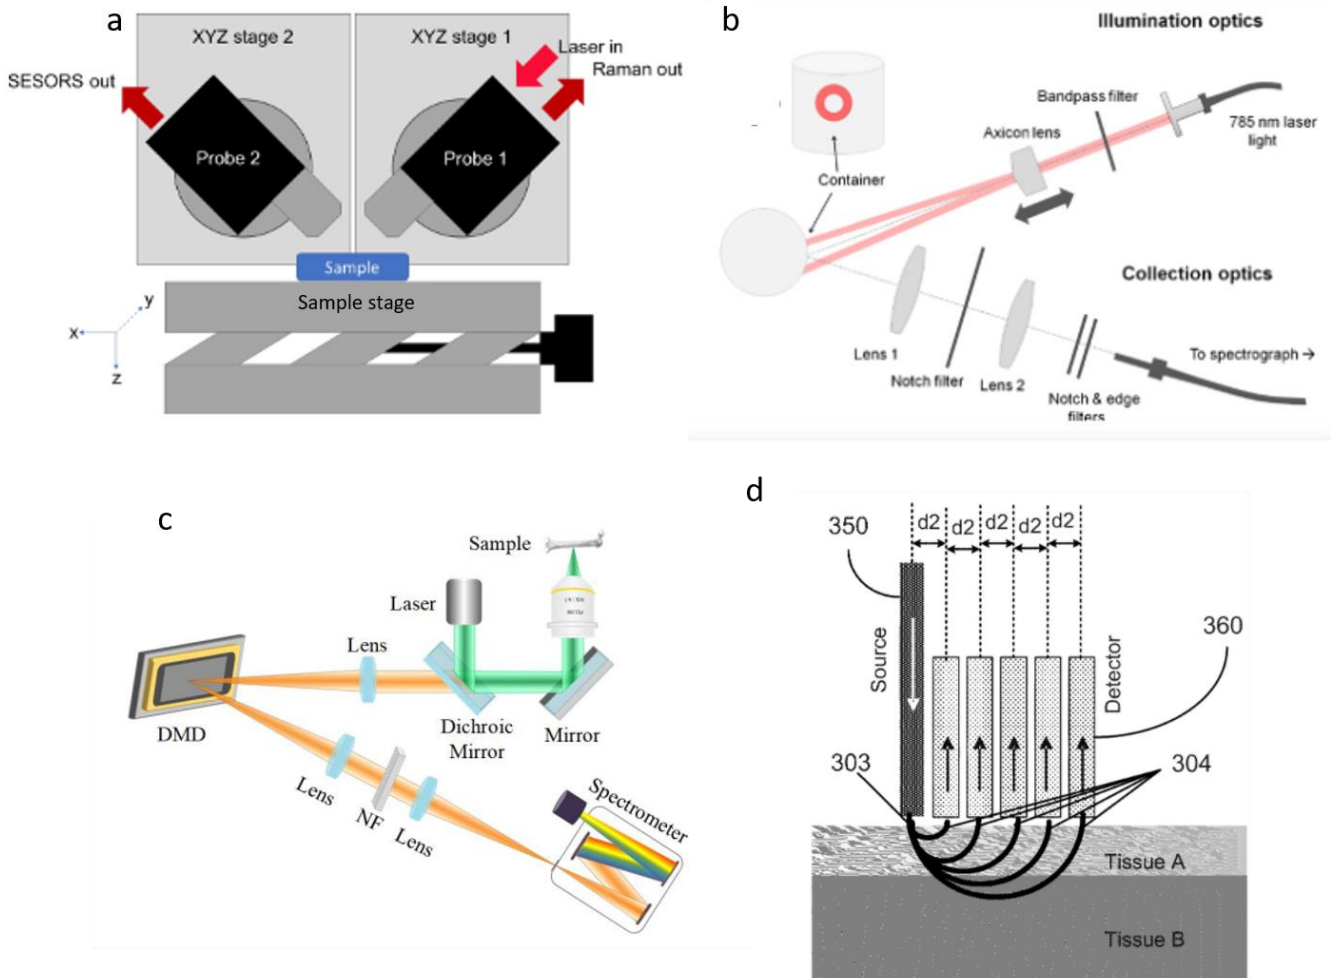 a
XYZ stage 2
XYZ stage 1
Laser in
SESORS out
Raman out
Probe 2
Probe 1
Sample
Sample stage
x
y
z
b
Illumination optics
Bandpass filter
Axicon lens
785 nm laser
light
Container
Collection optics
Lens 1
Notch filter
Lens 2
Notch & edge
filters
To spectrograph →
c
Sample
Laser
Lens
DMD
Dichroic
Mirror
Mirror
Lens
NF
Lens
Spectrometer
d
350
d2
d2
d2
d2
d2
Source
Detector
360
303
304
Tissue A
Tissue B